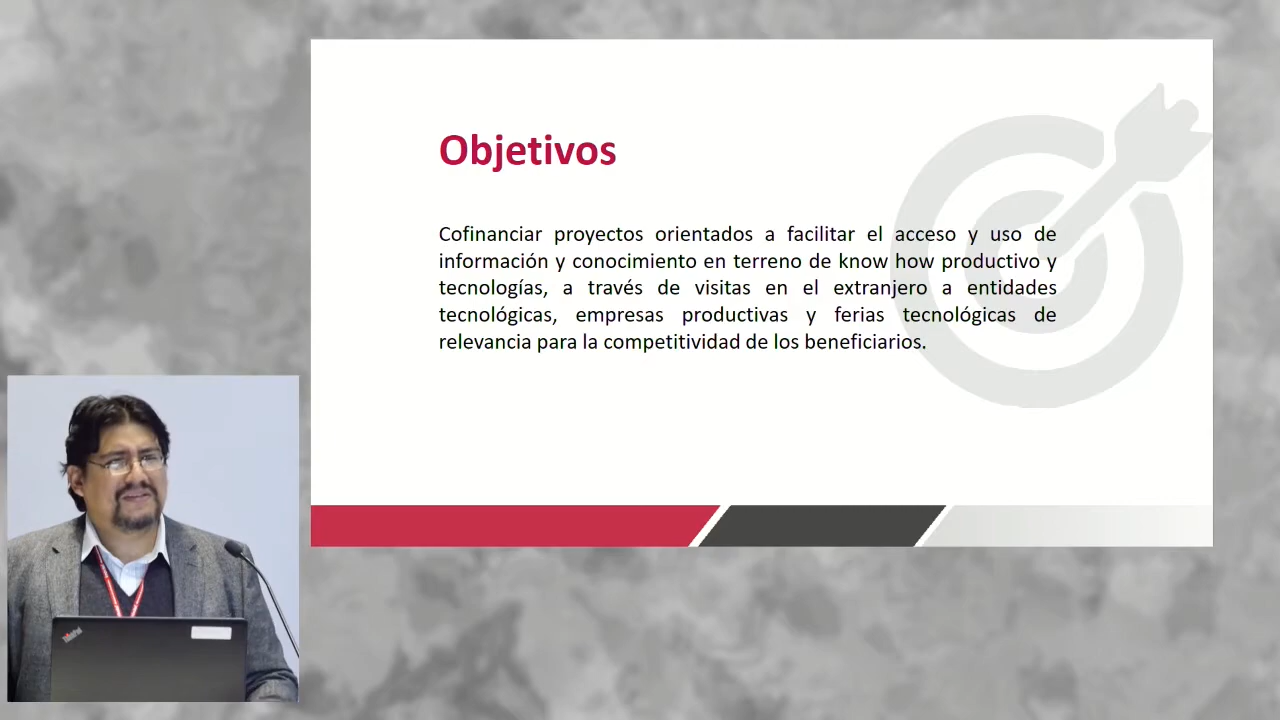 Objetivos
Cofinanciar proyectos orientados a facilitar el acceso y uso de
información y conocimiento en terreno de know how productivo y
tecnologías, a través de visitas en el extranjero a entidades
tecnológicas, empresas productivas y ferias tecnológicas de
relevancia para la competitividad de los beneficiarios.
ThinkPad